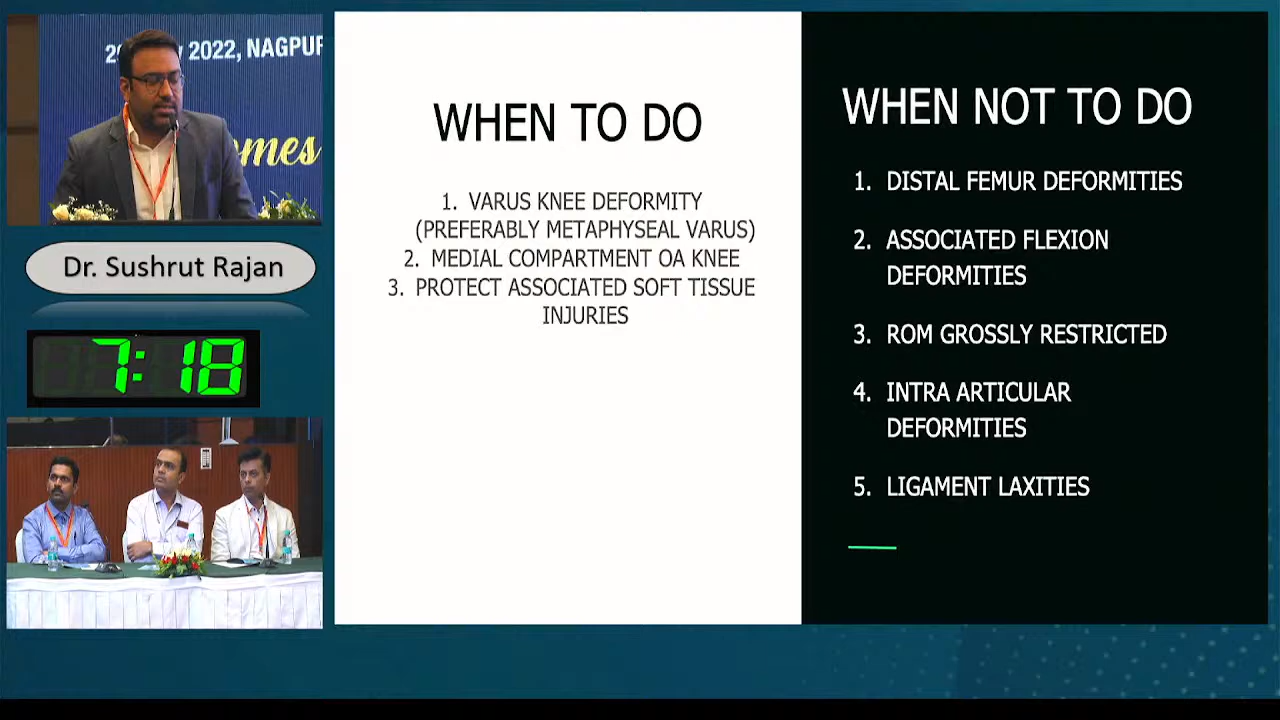 2022, NAGPUR
omes
Dr. Sushrut Rajan
7:18
WHEN TO DO
1. VARUS KNEE DEFORMITY
(PREFERABLY METAPHYSEAL VARUS)
2. MEDIAL COMPARTMENT OA KNEE
3. PROTECT ASSOCIATED SOFT TISSUE
INJURIES
WHEN NOT TO DO
1. DISTAL FEMUR DEFORMITIES
2. ASSOCIATED FLEXION
DEFORMITIES
3. ROM GROSSLY RESTRICTED
4. INTRA ARTICULAR
DEFORMITIES
5. LIGAMENT LAXITIES